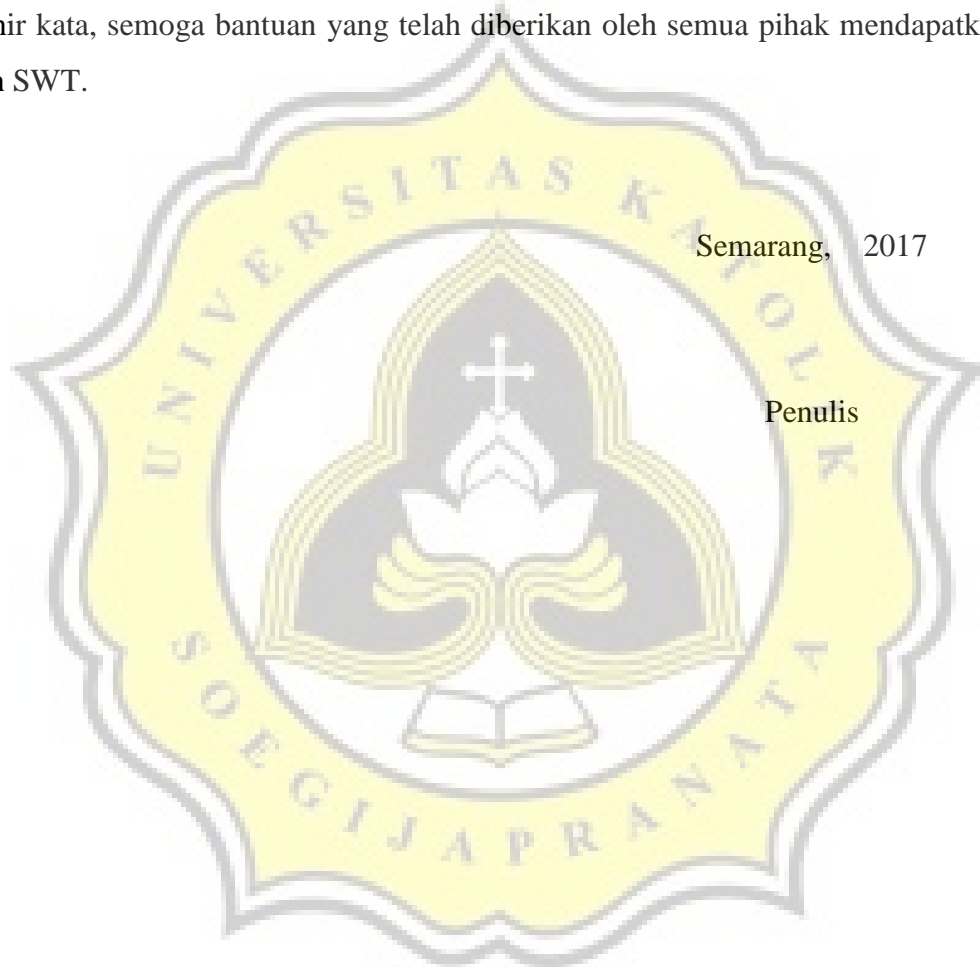 hir kata, semoga bantuan yang telah diberikan oleh semua pihak mendapatk
n SWT.
Semarang, 2017
Penulis
UNIVERSITAS KATOLIK
SOEGIJAPRANATA